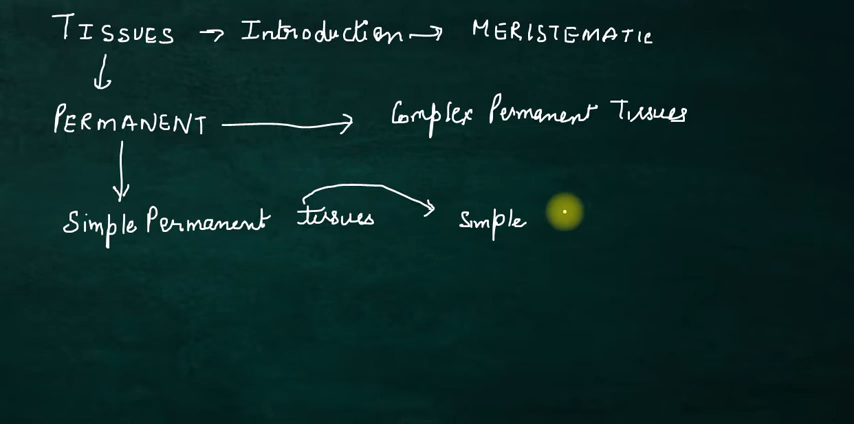 TISSUES → Introduction → MERISTEMATIC
PERMANENT → Complex Permanent Tissues
Simple Permanent tissues → Simple